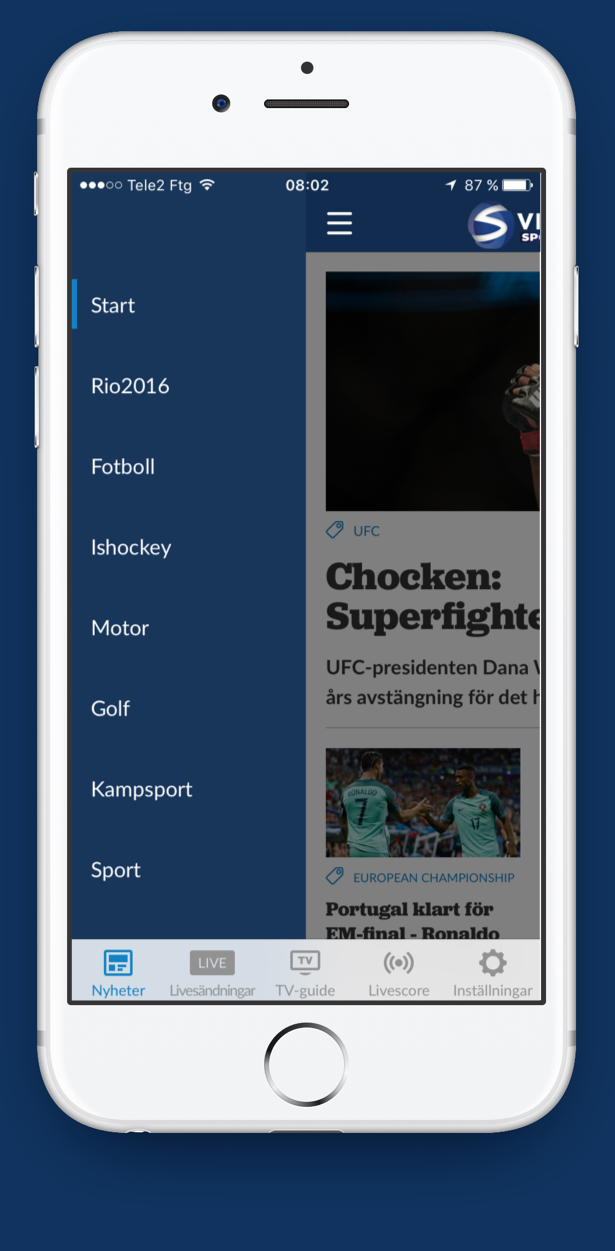 Tele2 Ftg 08:02 87 %
Start
Rio2016
Fotboll
Ishockey
Motor
Golf
Kampsport
Sport
UFC
Chocken:
Superfighte
UFC-presidenten Dana
års avstängning för det h
RONALDO
7
17
EUROPEAN CHAMPIONSHIP
Portugal klart för
EM-final - Ronaldo
LIVE
TV
Nyheter Livesändningar TV-guide Livescore Inställningar